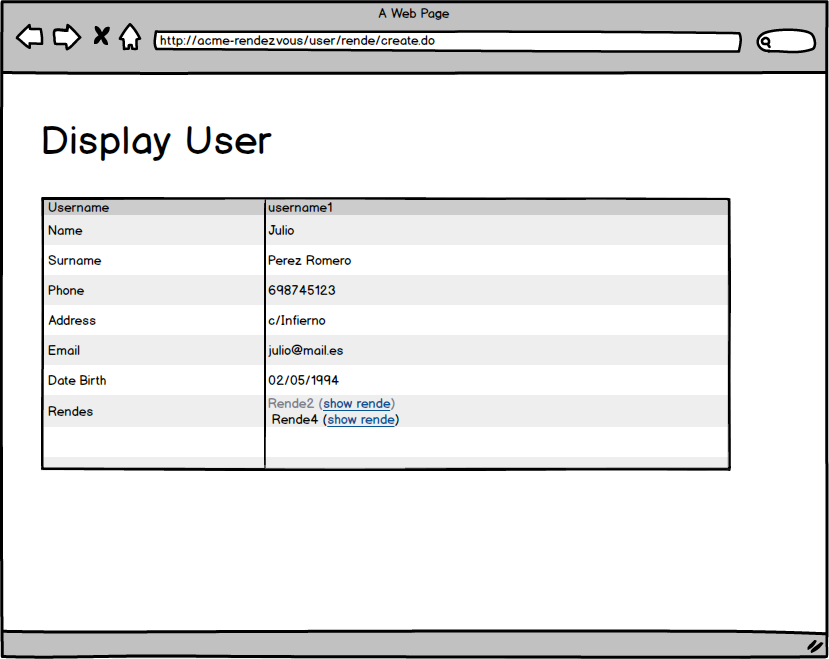 A Web Page
http://acme-rendezvous/user/rende/create.do
Display User
Username username1
Name Julio
Surname Perez Romero
Phone 698745123
Address c/Infierno
Email julio@mail.es
Date Birth 02/05/1994
Rendes Rende2 (show rende)
Rende4 (show rende)